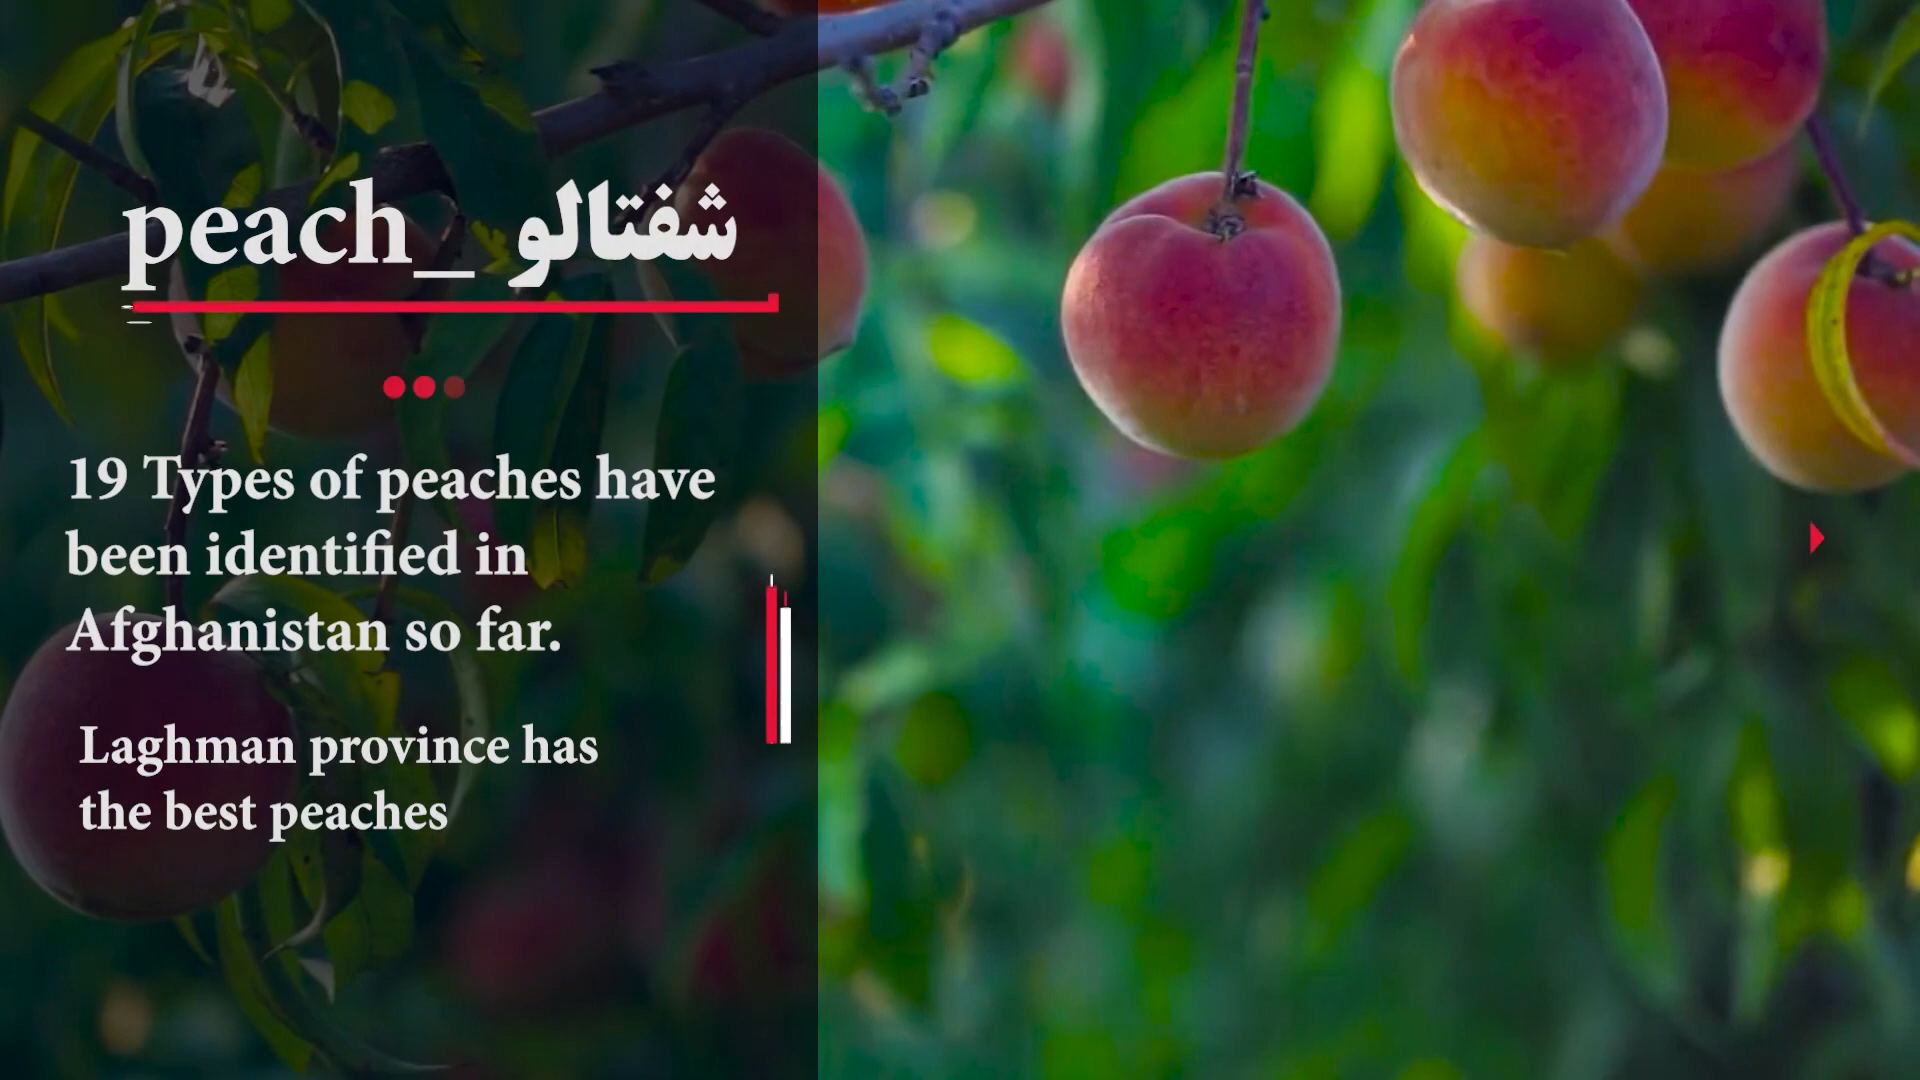 peach_ شفتالو
19 Types of peaches have
been identified in
Afghanistan so far.
Laghman province has
the best peaches